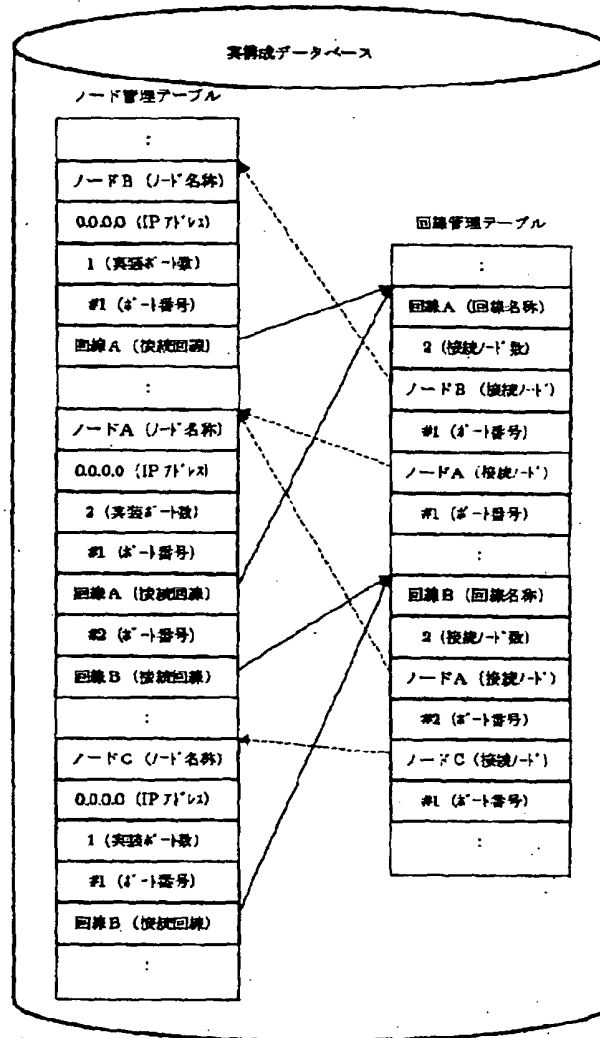 実構成データベース
ノード管理テーブル
:
ノードB (ノード名称)
0.0.0.0 (IPアドレス)
1 (実装ポート数)
#1 (ポート番号)
回線A (接続回線)
:
ノードA (ノード名称)
0.0.0.0 (IPアドレス)
2 (実装ポート数)
#1 (ポート番号)
回線A (接続回線)
#2 (ポート番号)
回線B (接続回線)
:
ノードC (ノード名称)
0.0.0.0 (IPアドレス)
1 (実装ポート数)
#1 (ポート番号)
回線B (接続回線)
:
回線管理テーブル
:
回線A (回線名称)
2 (接続ノード数)
ノードB (接続ノード)
#1 (ポート番号)
ノードA (接続ノード)
#1 (ポート番号)
:
回線B (回線名称)
2 (接続ノード数)
ノードA (接続ノード)
#2 (ポート番号)
ノードC (接続ノード)
#1 (ポート番号)
: